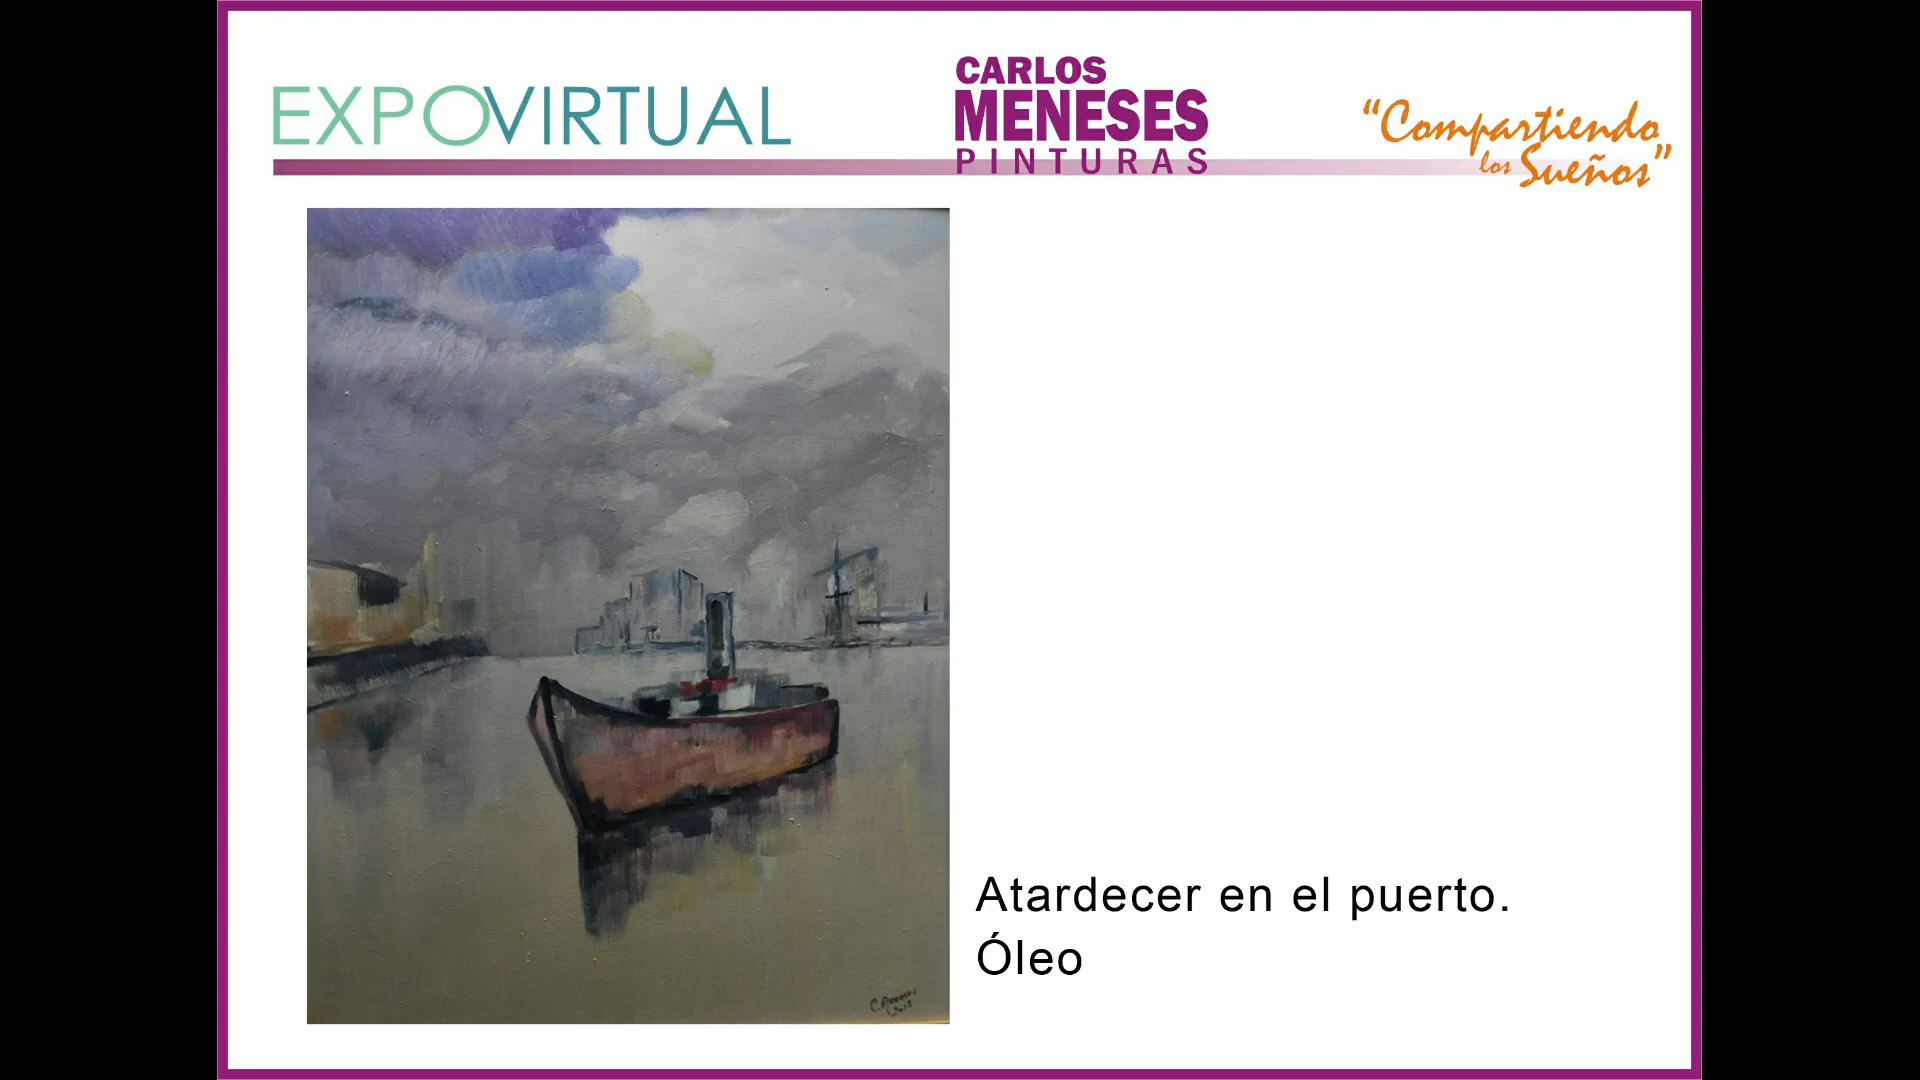 EXPOVIRTUAL
CARLOS
MENESES
PINTURAS
“Compartiendo
los Sueños”
Atardecer en el puerto.
Óleo